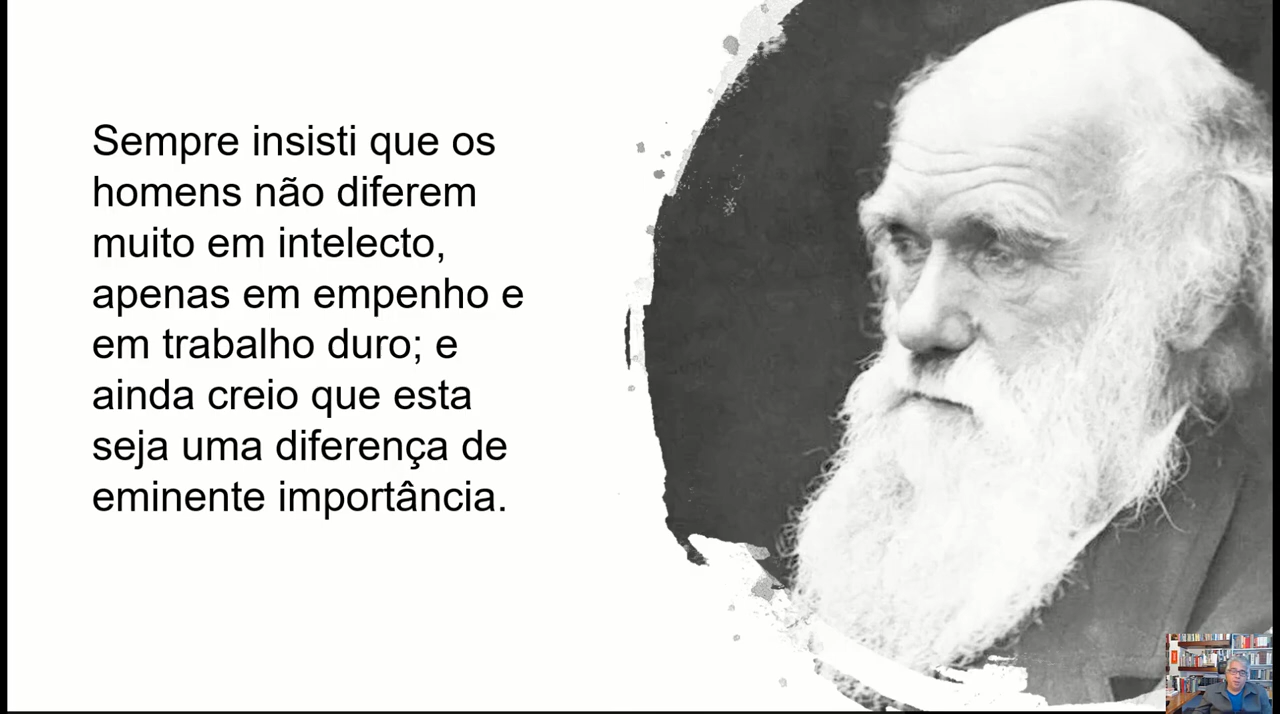 Sempre insisti que os
homens não diferem
muito em intelecto,
apenas em empenho e
em trabalho duro; e
ainda creio que esta
seja uma diferença de
eminente importância.